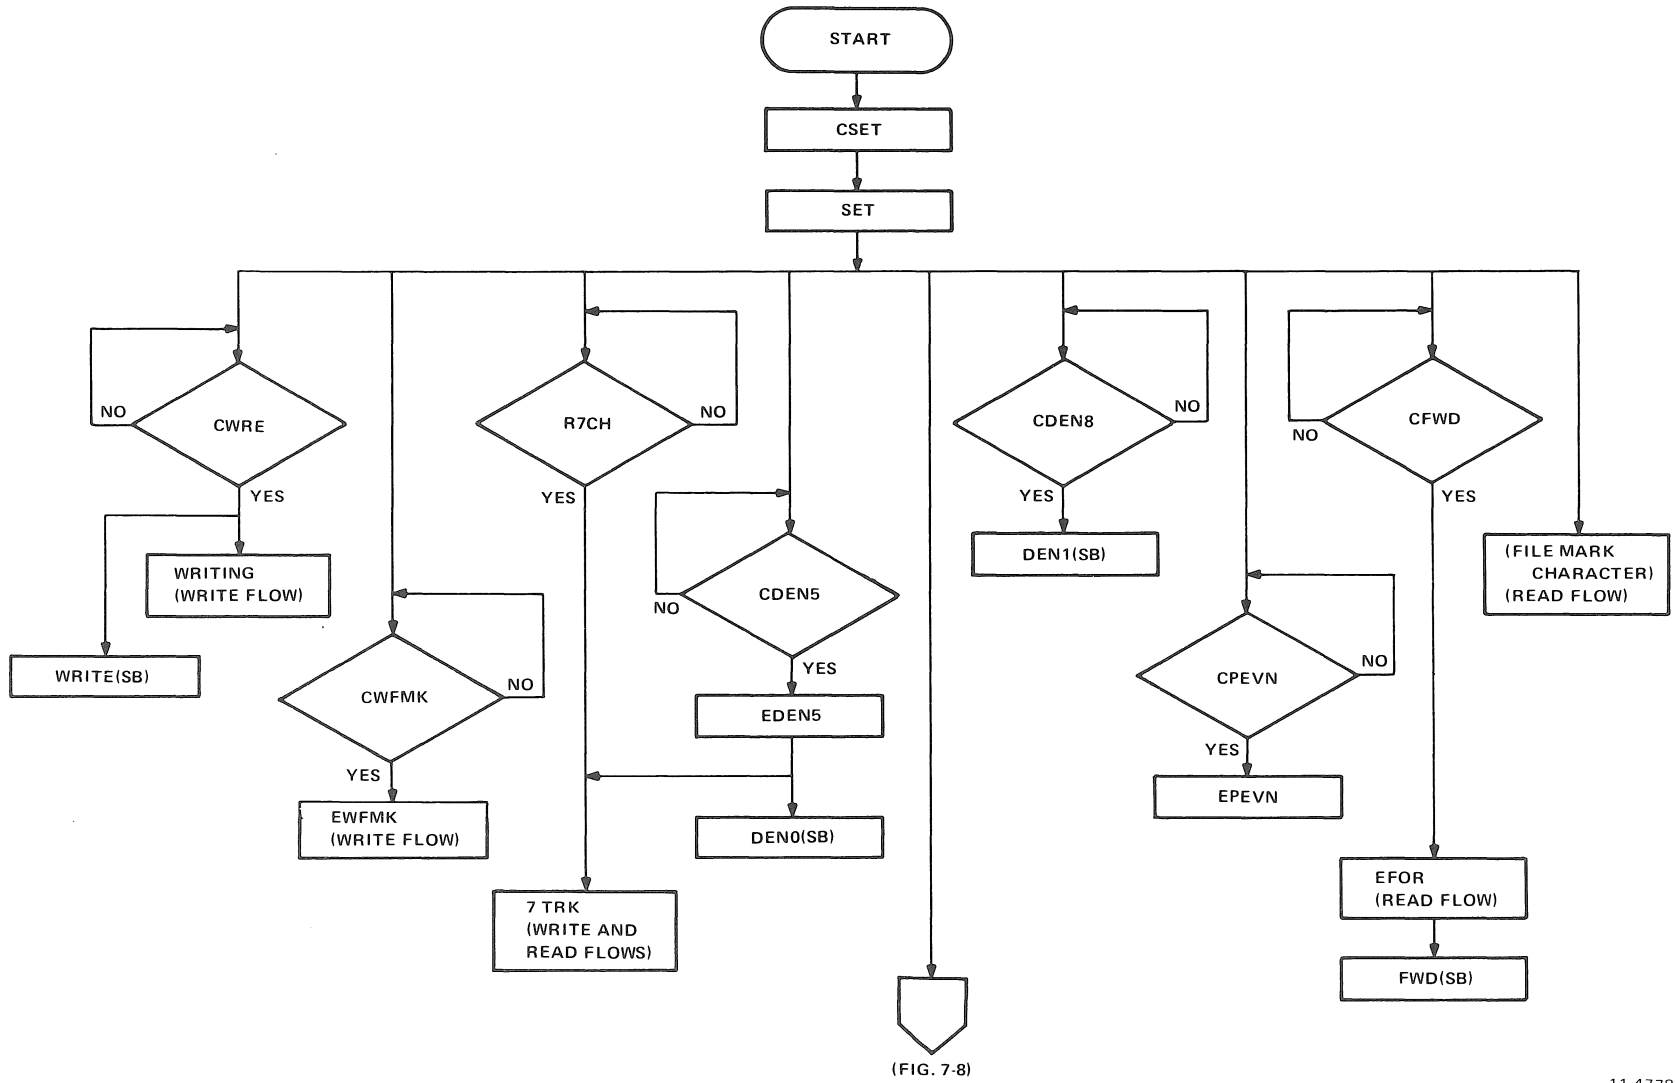 START
CSET
SET
NO
CWRE
YES
WRITING
(WRITE FLOW)
WRITE(SB)
CWFMK
NO
YES
EWFMK
(WRITE FLOW)
R7CH
NO
YES
7 TRK
(WRITE AND
READ FLOWS)
CDEN5
NO
YES
EDEN5
DEN0(SB)
(FIG. 7-8)
CDEN8
NO
YES
DEN1(SB)
CPEVN
NO
YES
EPEVN
CFWD
NO
YES
EFOR
(READ FLOW)
FWD(SB)
(FILE MARK
CHARACTER)
(READ FLOW)